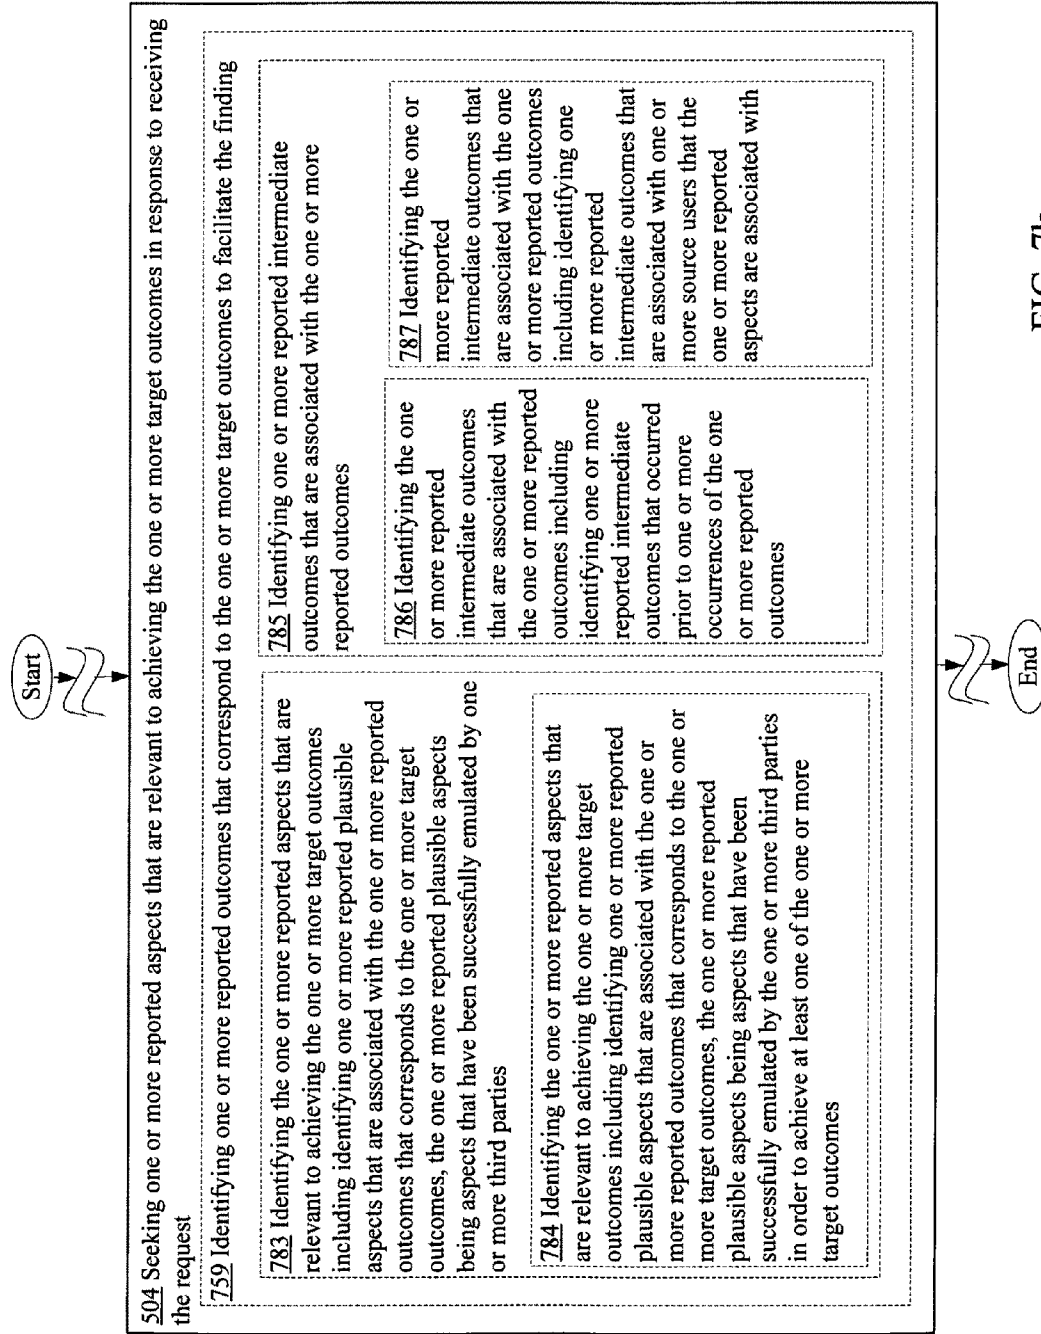 Start
504 Seeking one or more reported aspects that are relevant to achieving the one or more target outcomes in response to receiving
the request
759 Identifying one or more reported outcomes that correspond to the one or more target outcomes to facilitate the finding
783 Identifying the one or more reported aspects that are
relevant to achieving the one or more target outcomes
including identifying one or more reported plausible
aspects that are associated with the one or more reported
outcomes that corresponds to the one or more target
outcomes, the one or more reported plausible aspects
being aspects that have been successfully emulated by one
or more third parties
784 Identifying the one or more reported aspects that
are relevant to achieving the one or more target
outcomes including identifying one or more reported
plausible aspects that are associated with the one or
more reported outcomes that corresponds to the one or
more target outcomes, the one or more reported
plausible aspects being aspects that have been
successfully emulated by the one or more third parties
in order to achieve at least one of the one or more
target outcomes
785 Identifying one or more reported intermediate
outcomes that are associated with the one or more
reported outcomes
786 Identifying the one
or more reported
intermediate outcomes
that are associated with
the one or more reported
outcomes including
identifying one or more
reported intermediate
outcomes that occurred
prior to one or more
occurrences of the one
or more reported
outcomes
787 Identifying the one or
more reported
intermediate outcomes that
are associated with the one
or more reported outcomes
including identifying one
or more reported
intermediate outcomes that
are associated with one or
more source users that the
one or more reported
aspects are associated with
End